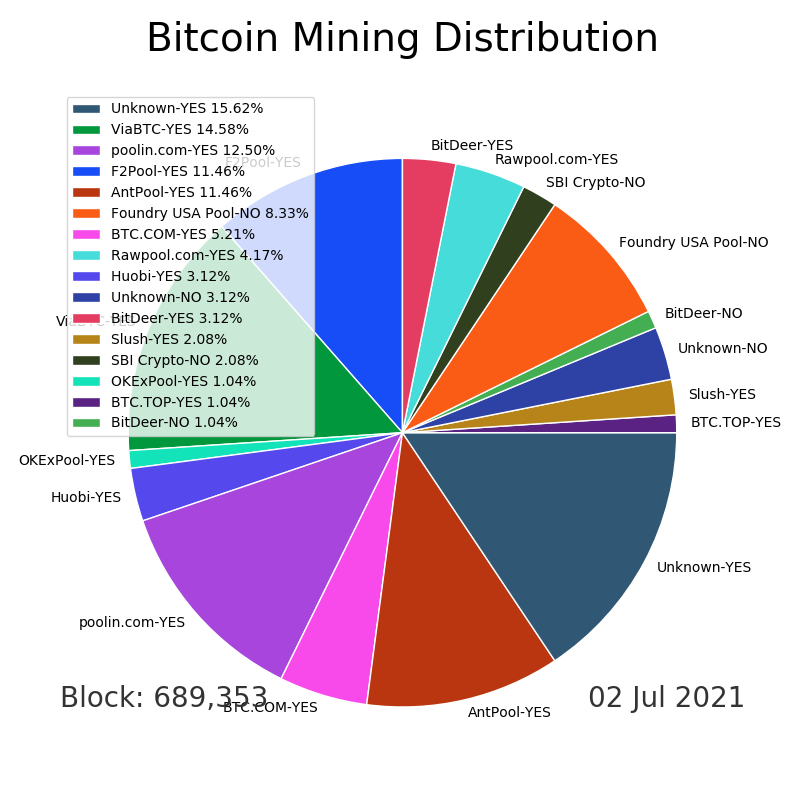 Bitcoin Mining Distribution
Unknown-YES 15.62%
ViaBTC-YES 14.58%
poolin.com-YES 12.50%
F2Pool-YES 11.46%
AntPool-YES 11.46%
Foundry USA Pool-NO 8.33%
BTC.COM-YES 5.21%
Rawpool.com-YES 4.17%
Huobi-YES 3.12%
Unknown-NO 3.12%
BitDeer-YES 3.12%
Slush-YES 2.08%
SBI Crypto-NO 2.08%
OKExPool-YES 1.04%
BTC.TOP-YES 1.04%
BitDeer-NO 1.04%
BitDeer-YES
Rawpool.com-YES
F2Pool-YES
SBI Crypto-NO
Foundry USA Pool-NO
BitDeer-NO
ViaBTC-YES
Unknown-NO
Slush-YES
BTC.TOP-YES
OKExPool-YES
Huobi-YES
Unknown-YES
poolin.com-YES
BTC.COM-YES
AntPool-YES
Block: 689,353
02 Jul 2021